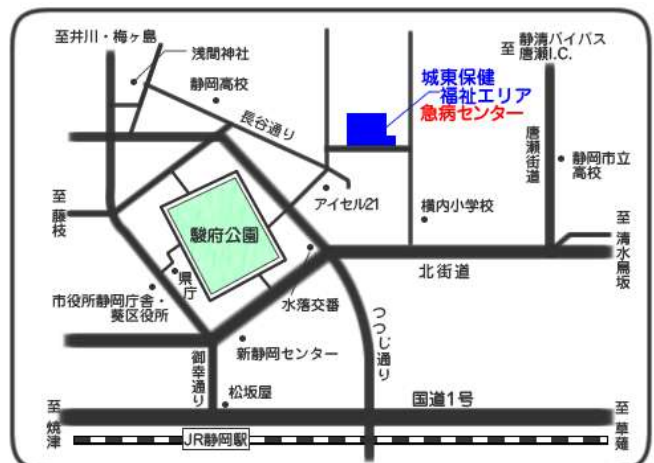 至井川・梅ヶ島
浅間神社
静岡高校
長谷通り
城東保健
福祉エリア
急病センター
至 静清バイパス
唐瀬I.C.
唐瀬街道
静岡市立
高校
至藤枝
アイセル21
横内小学校
至清水鳥坂
駿府公園
県庁
北街道
市役所静岡庁舎・
葵区役所
水落交番
つつじ通り
新静岡センター
御幸通り
松坂屋
国道1号
至焼津
JR静岡駅
至草薙